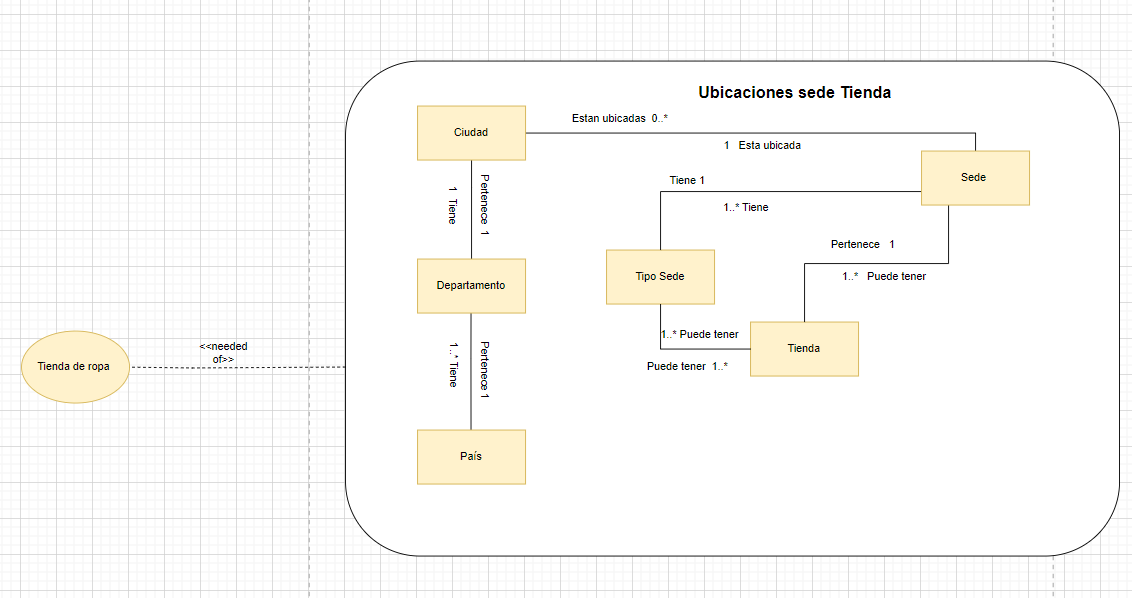 Ubicaciones sede Tienda
Estan ubicadas 0..*
Ciudad
1 Esta ubicada
Sede
Tiene 1
1 Tiene
Pertenece 1
1..* Tiene
Pertenece 1
Tipo Sede
1..* Puede tener
Departamento
1..* Puede tener
Tienda
<<needed
of>>
1..* Tiene
Pertenece 1
Tienda de ropa
Puede tener 1..*
País